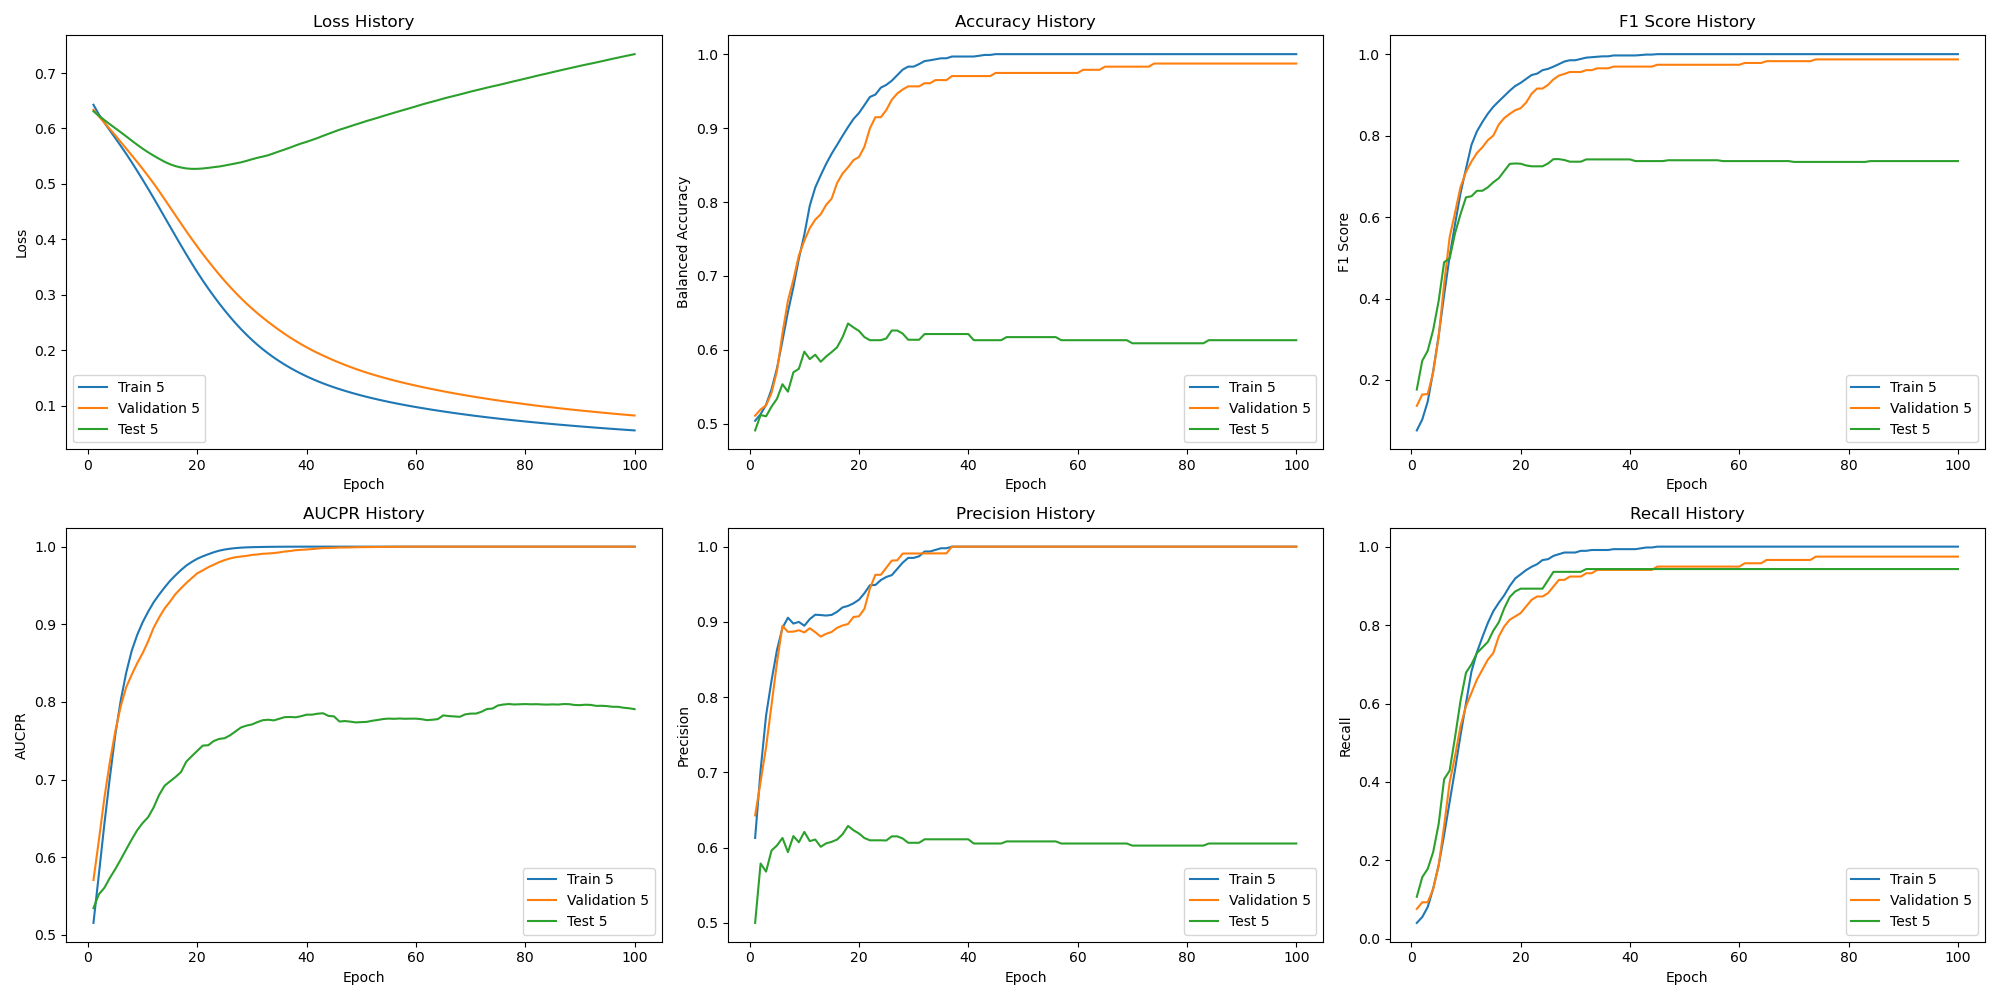 Loss History
Loss
0.7
0.6
0.5
0.4
0.3
0.2
0.1
0 20 40 60 80 100
Epoch
Train 5
Validation 5
Test 5
Accuracy History
Balanced Accuracy
1.0
0.9
0.8
0.7
0.6
0.5
0 20 40 60 80 100
Epoch
Train 5
Validation 5
Test 5
F1 Score History
F1 Score
1.0
0.8
0.6
0.4
0.2
0 20 40 60 80 100
Epoch
Train 5
Validation 5
Test 5
AUCPR History
AUCPR
1.0
0.9
0.8
0.7
0.6
0.5
0 20 40 60 80 100
Epoch
Train 5
Validation 5
Test 5
Precision History
Precision
1.0
0.9
0.8
0.7
0.6
0.5
0 20 40 60 80 100
Epoch
Train 5
Validation 5
Test 5
Recall History
Recall
1.0
0.8
0.6
0.4
0.2
0.0
0 20 40 60 80 100
Epoch
Train 5
Validation 5
Test 5